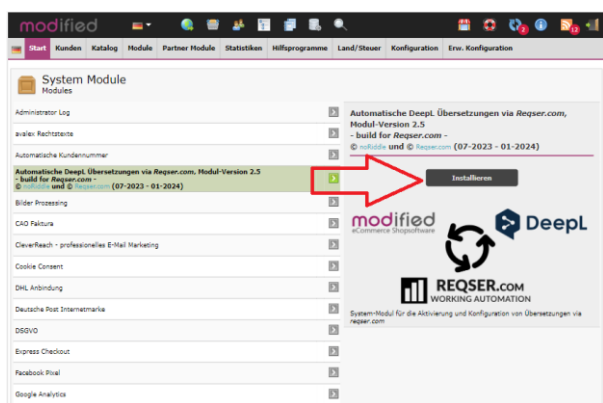 modified
2
12
Start Kunden Katalog Module Partner Module Statistiken Hilfsprogramme Land/Steuer Konfiguration Erw. Konfiguration
System Module
Modules
Administrator Log
avalex Rechtstexte
Automatische Kundennummer
Automatische DeepL Übersetzungen via Reqser.com, Modul-Version 2.5
- build for Reqser.com -
© noRiddle und © Reqser.com (07-2023 - 01-2024)
Bilder Prozessing
CAO Faktura
CleverReach - professionelles E-Mail Marketing
Cookie Consent
DHL Anbindung
Deutsche Post Internetmarke
DSGVO
Express Checkout
Facebook Pixel
Google Analytics
Automatische DeepL Übersetzungen via Reqser.com,
Modul-Version 2.5
- build for Reqser.com -
© noRiddle und © Reqser.com (07-2023 - 01-2024)
Installieren
modified
eCommerce Shopsoftware
DeepL
REQSER.COM
WORKING AUTOMATION
System-Modul für die Aktivierung und Konfiguration von Übersetzungen via
reqser.com